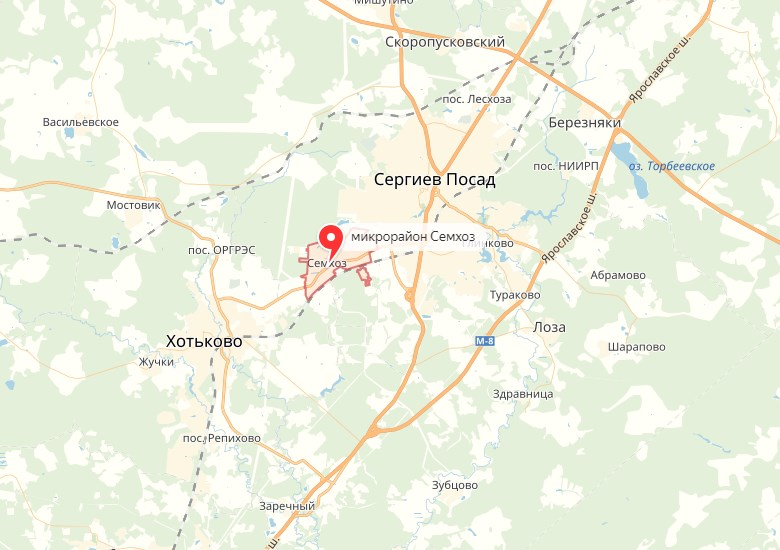 Мишутино
Скоропусковский
Ярославское ш.
пос. Лесхоза
Васильевское
Березняки
пос. НИИРП
оз. Торбеевское
Сергиев Посад
Мостовик
Ярославское ш.
микрорайон Семхоз
пос. ОРГРЭС
Семхоз
Абрамово
Тураково
Лоза
Хотьково
М-8
Шарапово
Жучки
Здравница
пос. Репихово
Зубцово
Заречный
ш.